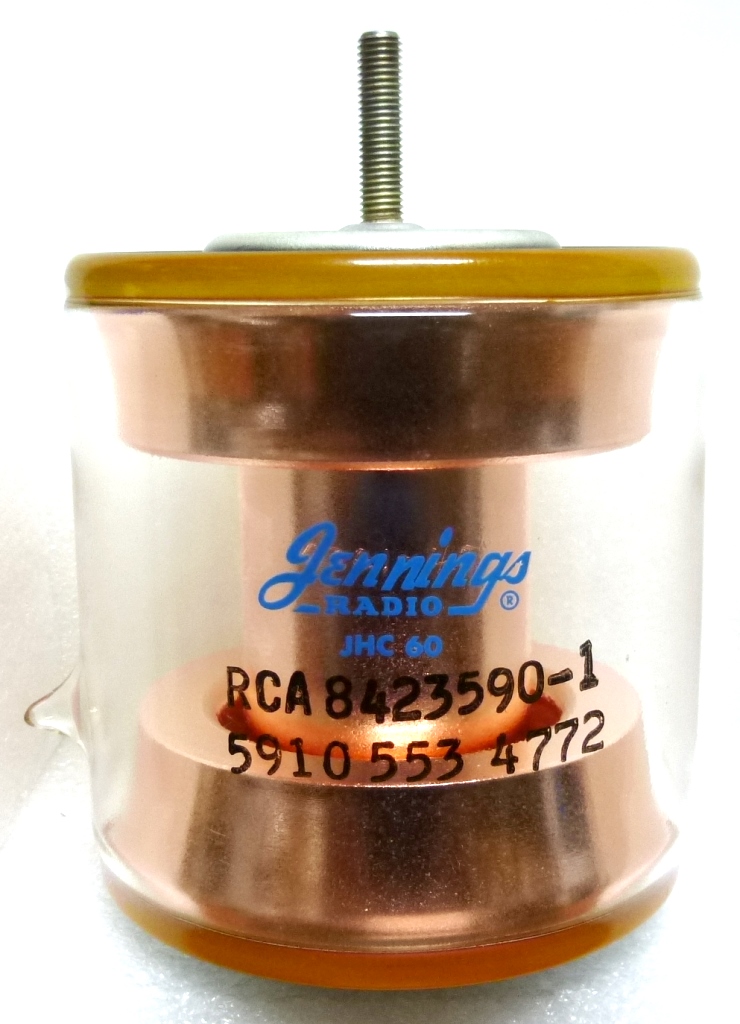 Jennings
RADIO ®
JHC 60
RCA 8423590-1
5910 553 4772